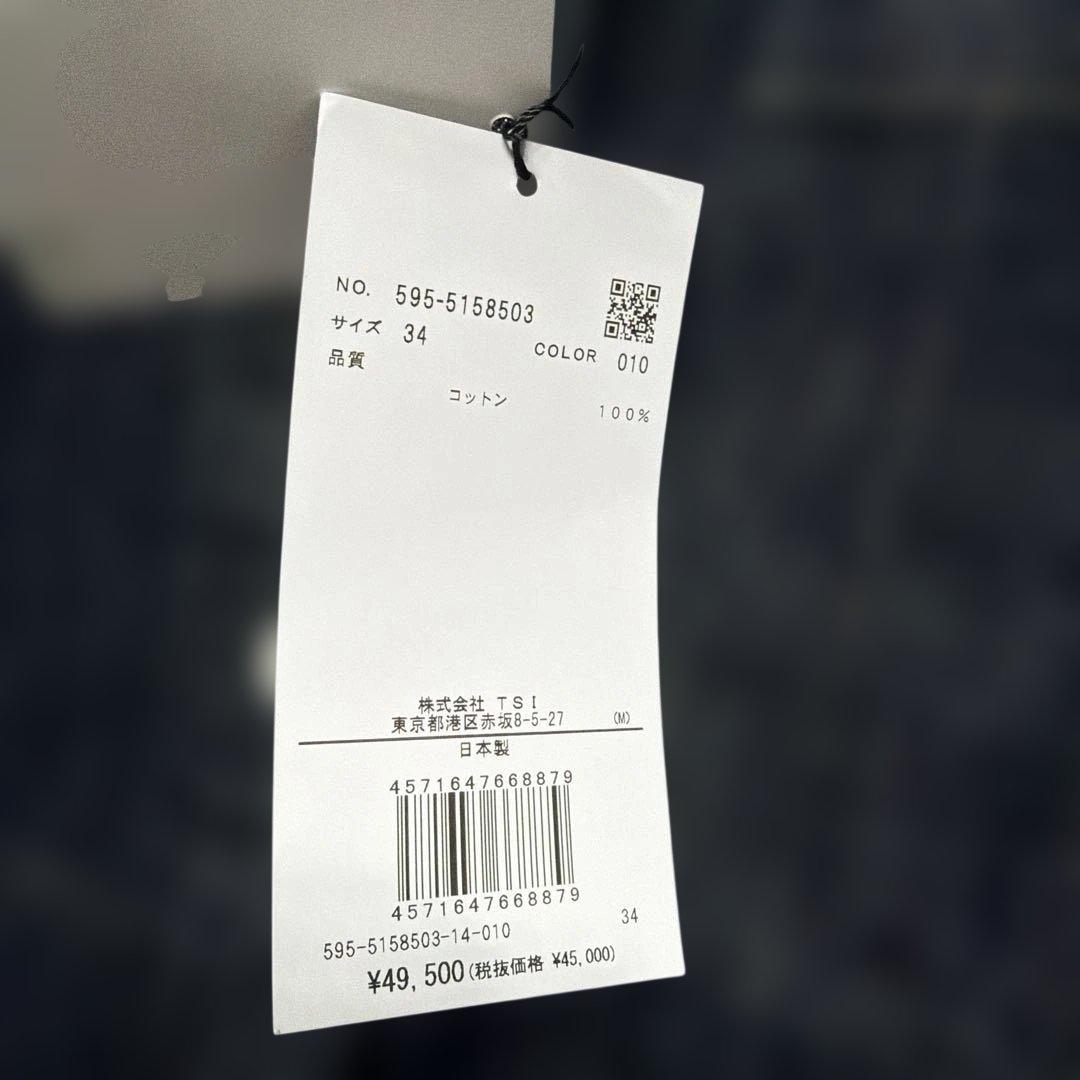 NO. 595-5158503
サイズ 34
COLOR 010
品質
コットン 100%
株式会社 TSI
東京都港区赤坂8-5-27 (M)
日本製
4571647668879
4571647668879
34
595-5158503-14-010
¥49,500(税抜価格 ¥45,000)